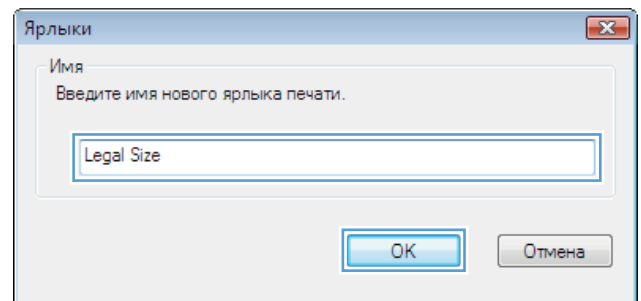 Ярлыки
Имя
Введите имя нового ярлыка печати.
Legal Size
OK
Отмена